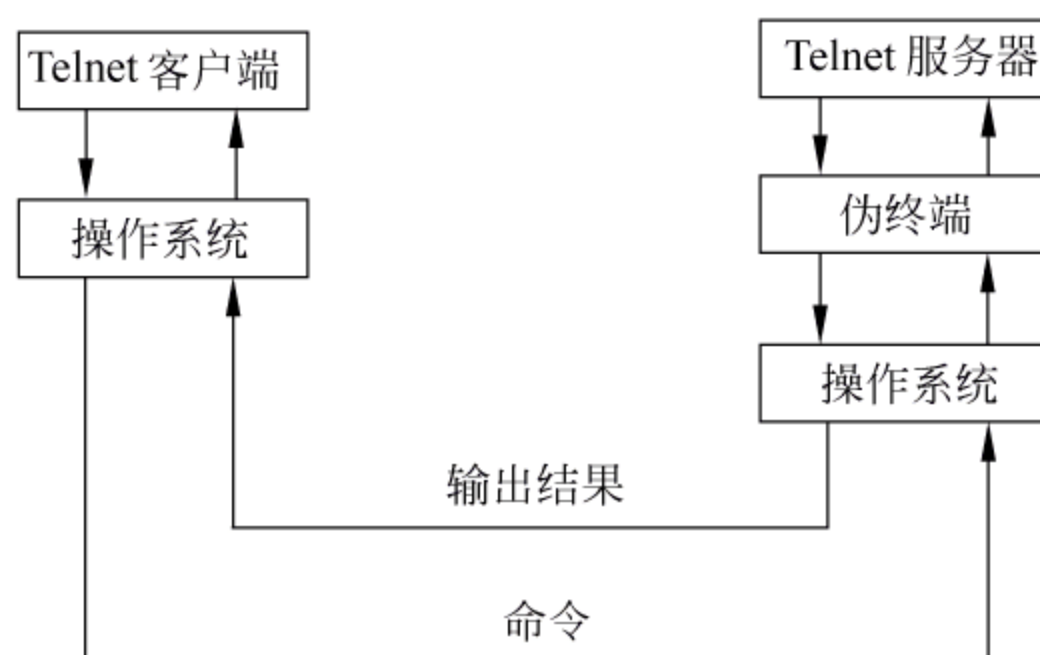 Telnet 客户端
Telnet 服务器
伪终端
操作系统
操作系统
输出结果
命令